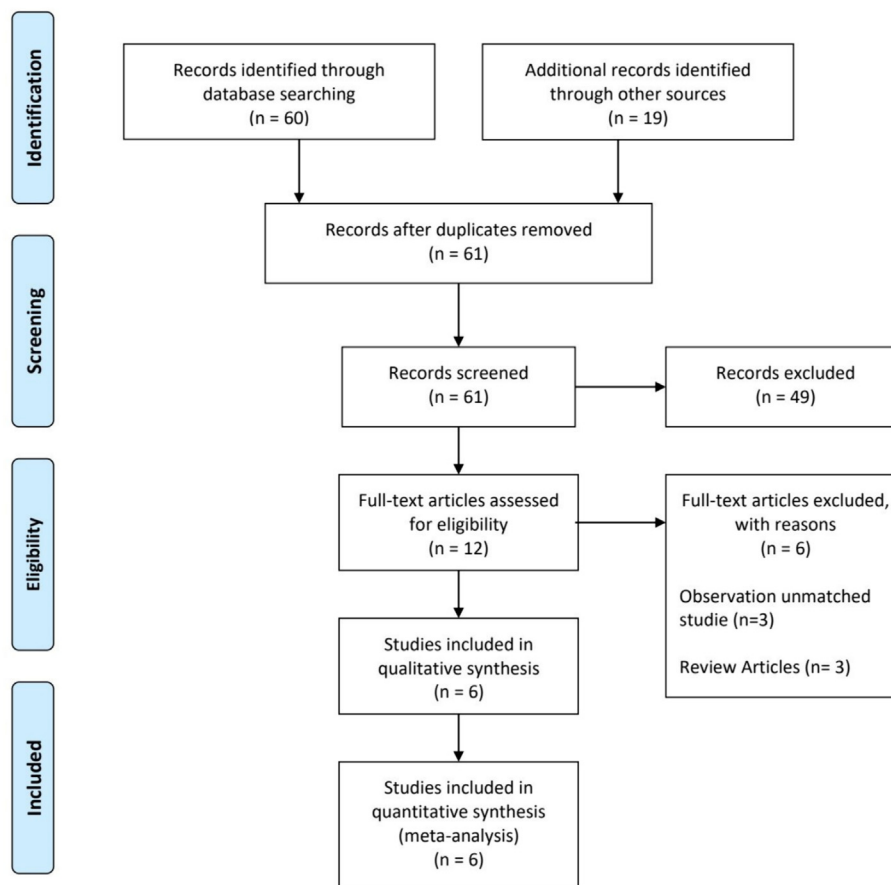 Identification
Records identified through
database searching
(n = 60)
Additional records identified
through other sources
(n = 19)
Records after duplicates removed
(n = 61)
Screening
Records screened
(n = 61)
Records excluded
(n = 49)
Eligibility
Full-text articles assessed
for eligibility
(n = 12)
Full-text articles excluded,
with reasons
(n = 6)
Observation unmatched
studie (n=3)
Review Articles (n= 3)
Studies included in
qualitative synthesis
(n = 6)
Included
Studies included in
quantitative synthesis
(meta-analysis)
(n = 6)